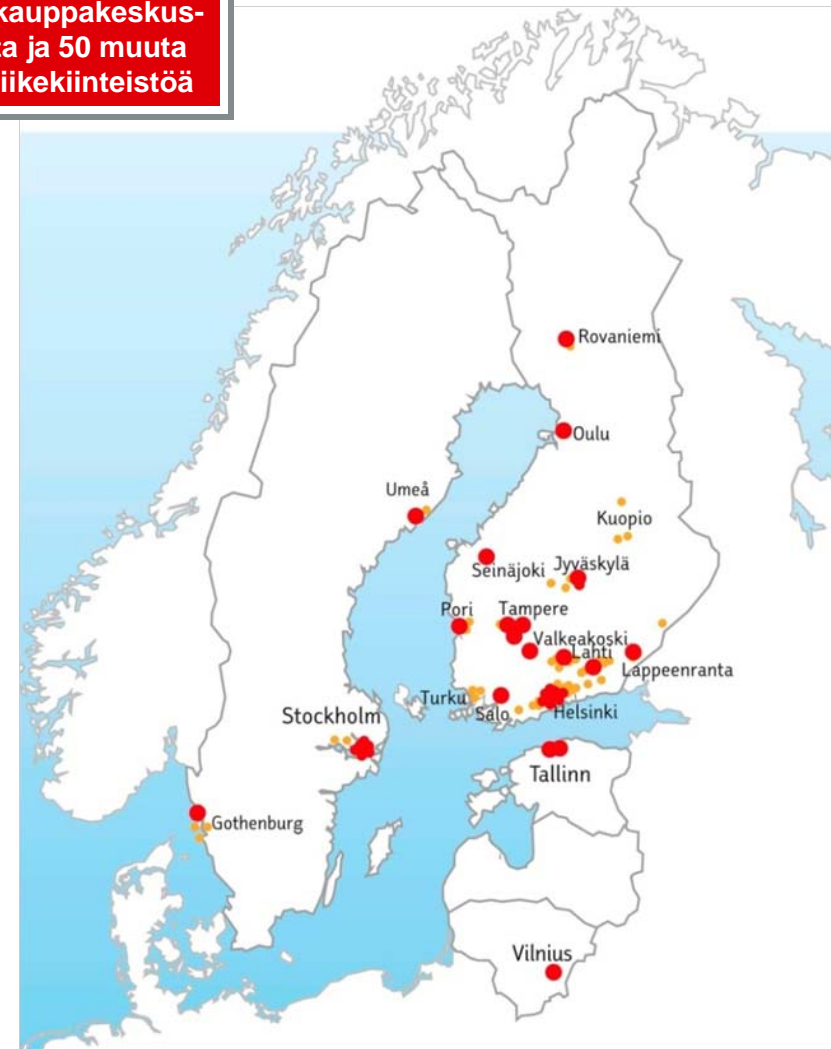 kauppakeskus-
ta ja 50 muuta
liikekiinteistöä
Rovaniemi
Oulu
Umeå
Kuopio
Seinäjoki
Jyväskylä
Pori
Tampere
Valkeakoski
Lahti
Lappeenranta
Turku
Salo
Helsinki
Stockholm
Tallinn
Gothenburg
Vilnius